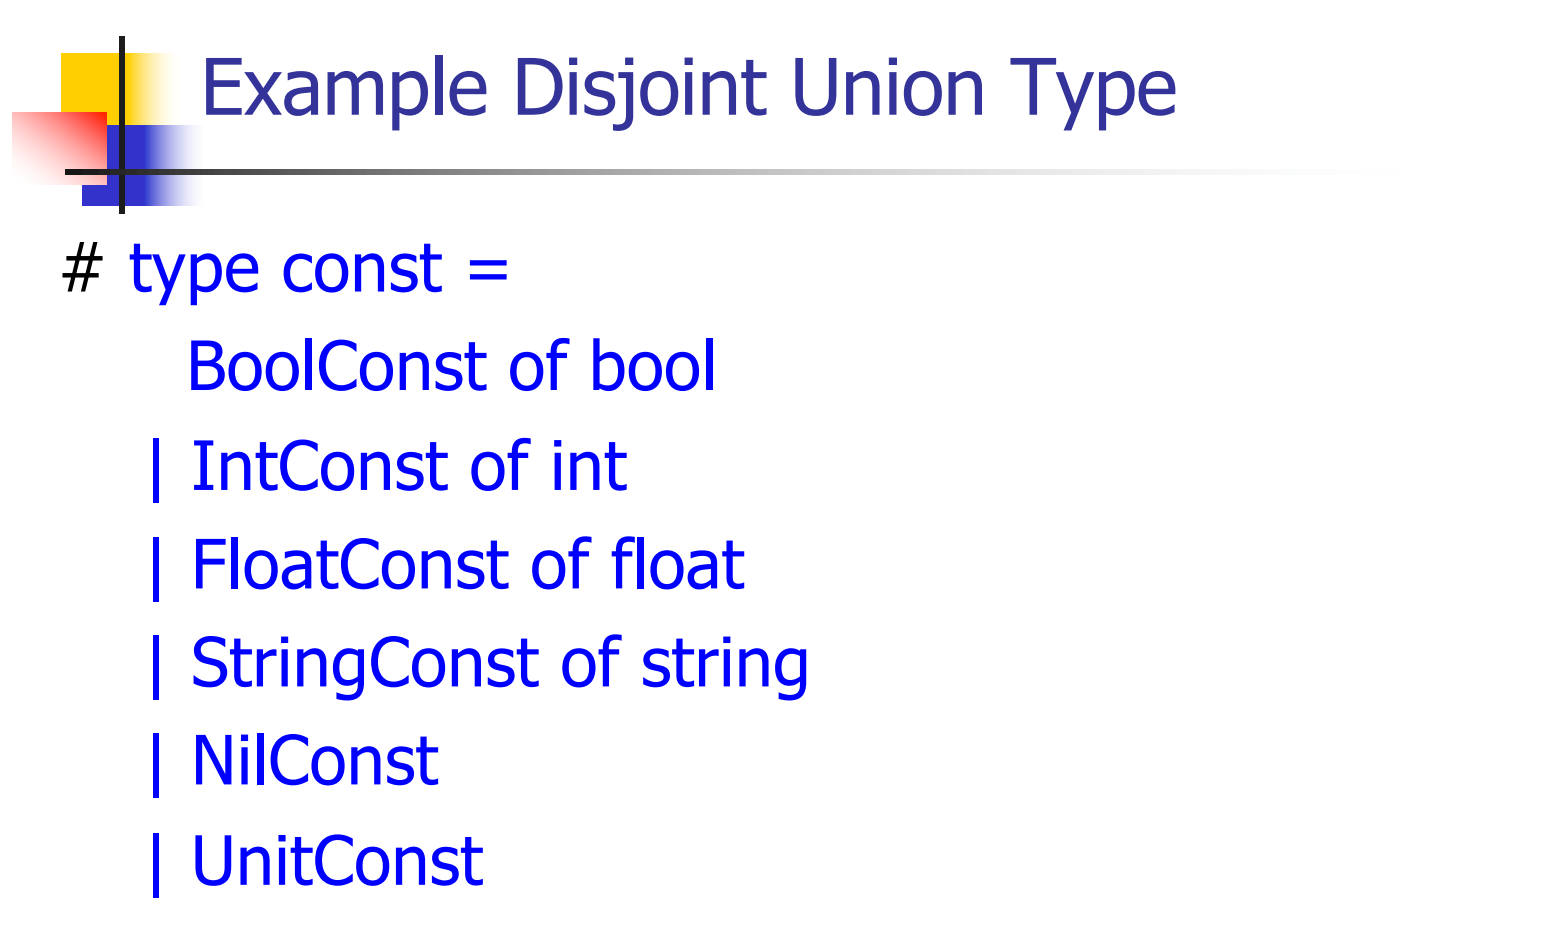 Example Disjoint Union Type
# type const =
BoolConst of bool
| IntConst of int
| FloatConst of float
| StringConst of string
| NilConst
| UnitConst